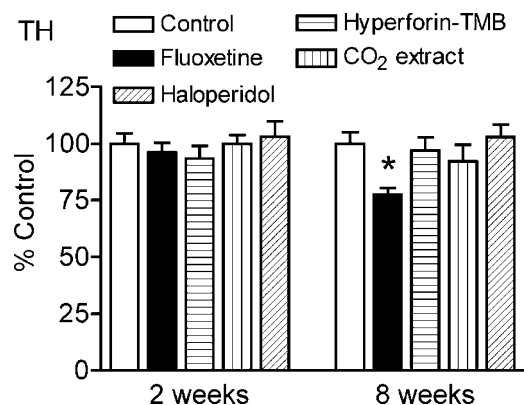 TH
Control
Hyperforin-TMB
Fluoxetine
CO2 extract
Haloperidol
% Control
125
100
75
50
25
0
*
2 weeks
8 weeks